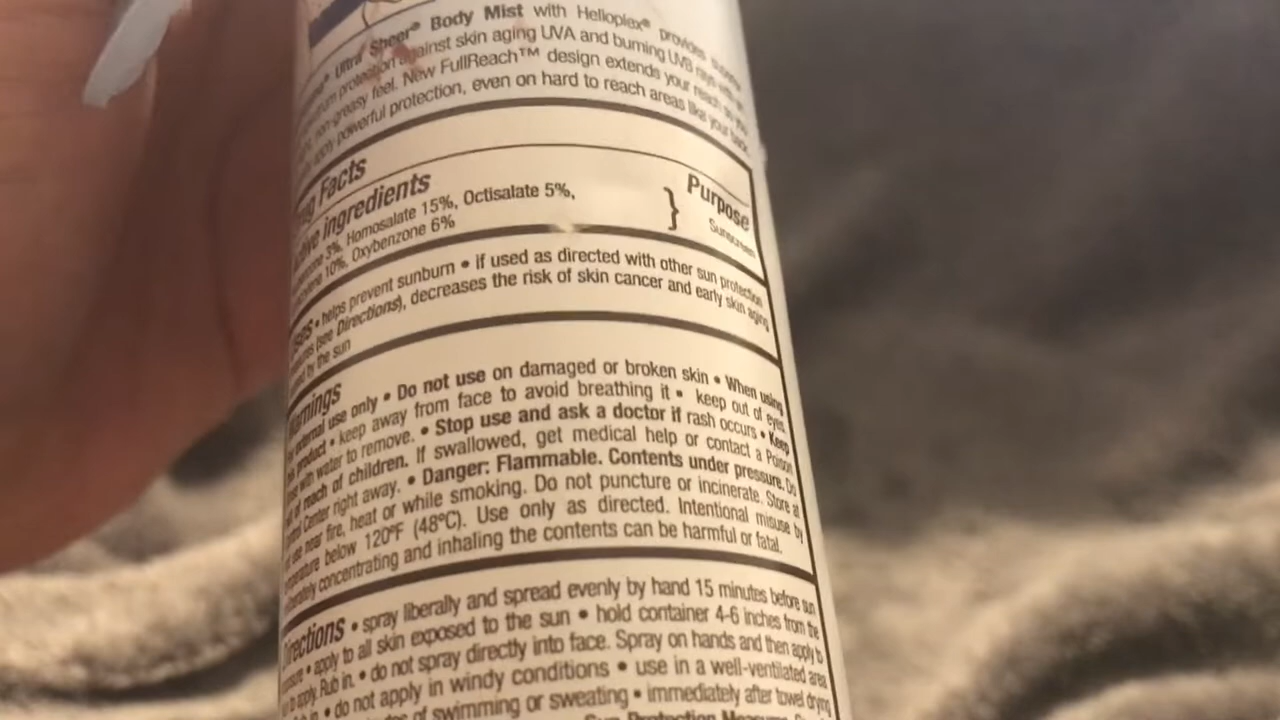 Ultra Sheer® Body Mist with Helioplex® provides
protection against skin aging UVA and burning UVB rays
non-greasy feel. New FullReach™ design extends your reach
apply powerful protection, even on hard to reach areas like your back.
Facts
ingredients Purpose
3%, Homosalate 15%, Octisalate 5%, } Sunscreen
10%, Oxybenzone 6%
• helps prevent sunburn • if used as directed with other sun protection
(see Directions), decreases the risk of skin cancer and early skin aging
by the sun
Warnings
external use only • Do not use on damaged or broken skin • When using
product • keep away from face to avoid breathing it • keep out of eyes.
with water to remove. • Stop use and ask a doctor if rash occurs • Keep
of reach of children. If swallowed, get medical help or contact a Poison
Center right away. • Danger: Flammable. Contents under pressure. Do
use near fire, heat or while smoking. Do not puncture or incinerate. Store at
below 120°F (48°C). Use only as directed. Intentional misuse by
concentrating and inhaling the contents can be harmful or fatal.
Directions • spray liberally and spread evenly by hand 15 minutes before sun
• apply to all skin exposed to the sun • hold container 4-6 inches from the
to apply. Rub in. • do not spray directly into face. Spray on hands and then apply to
• do not apply in windy conditions • use in a well-ventilated area
of swimming or sweating • immediately after towel drying
Sun Protection